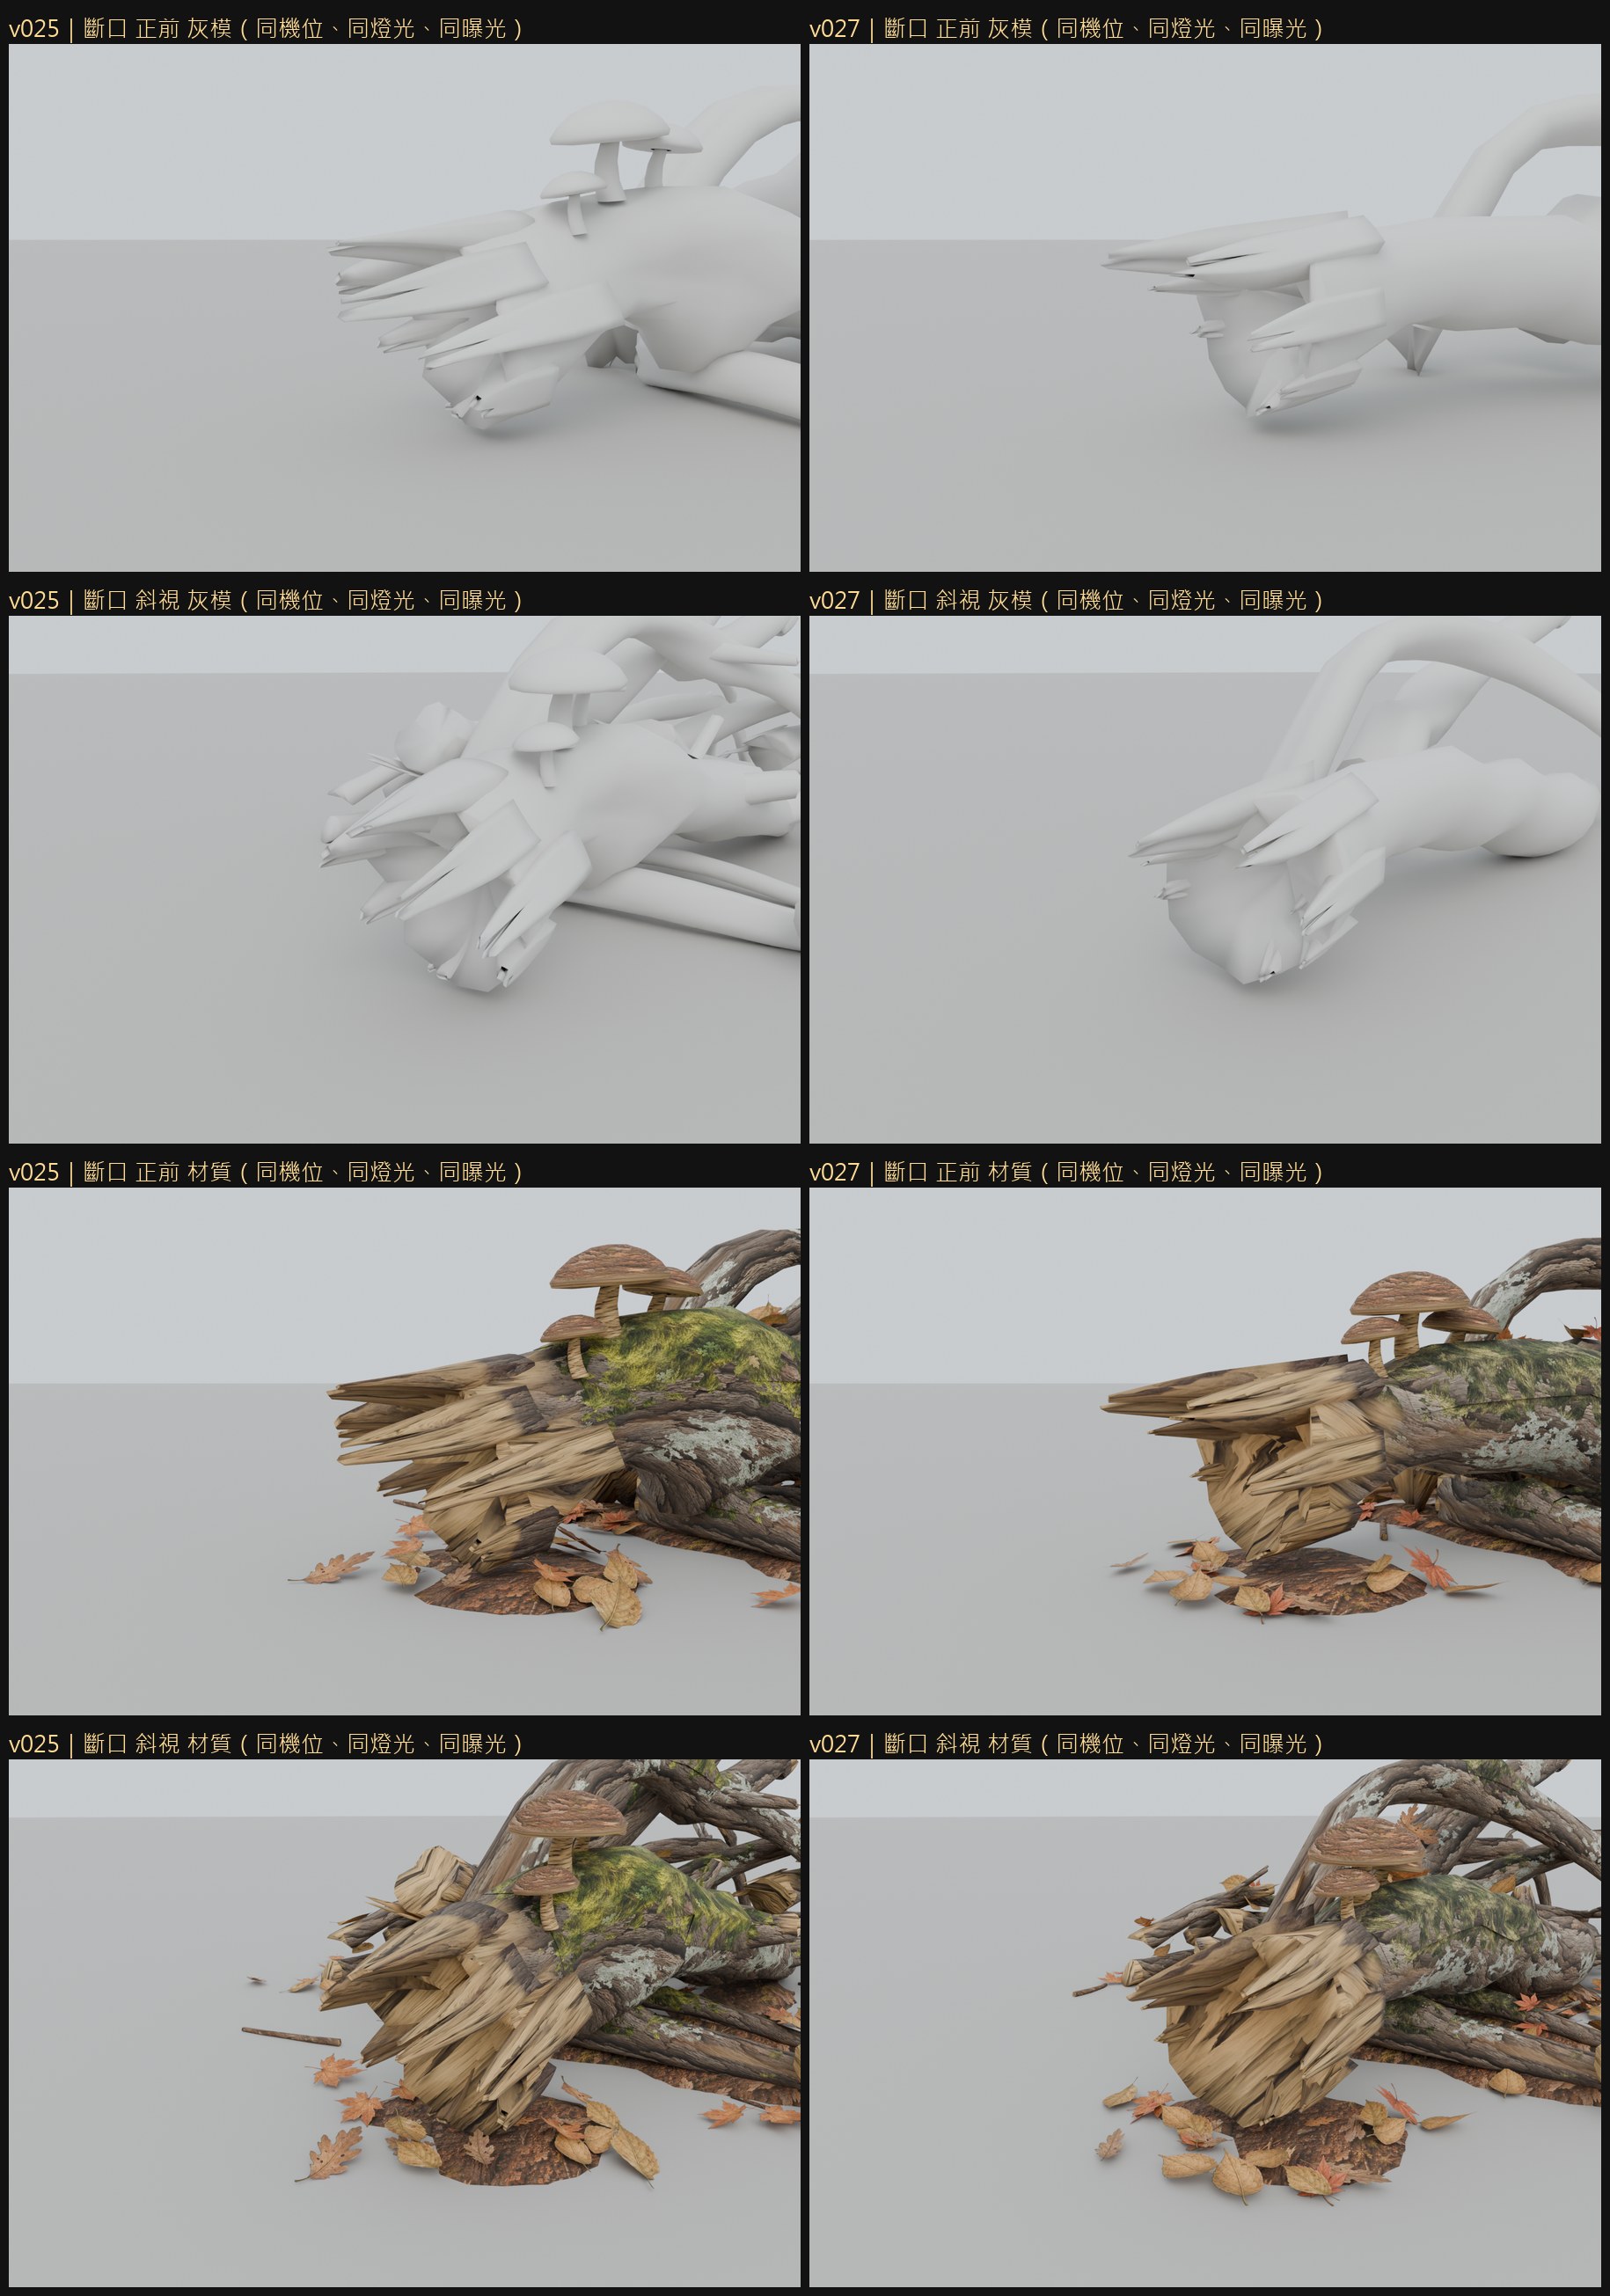 v025｜斷口 正前 灰模（同機位、同燈光、同曝光）
v027｜斷口 正前 灰模（同機位、同燈光、同曝光）
v025｜斷口 斜視 灰模（同機位、同燈光、同曝光）
v027｜斷口 斜視 灰模（同機位、同燈光、同曝光）
v025｜斷口 正前 材質（同機位、同燈光、同曝光）
v027｜斷口 正前 材質（同機位、同燈光、同曝光）
v025｜斷口 斜視 材質（同機位、同燈光、同曝光）
v027｜斷口 斜視 材質（同機位、同燈光、同曝光）